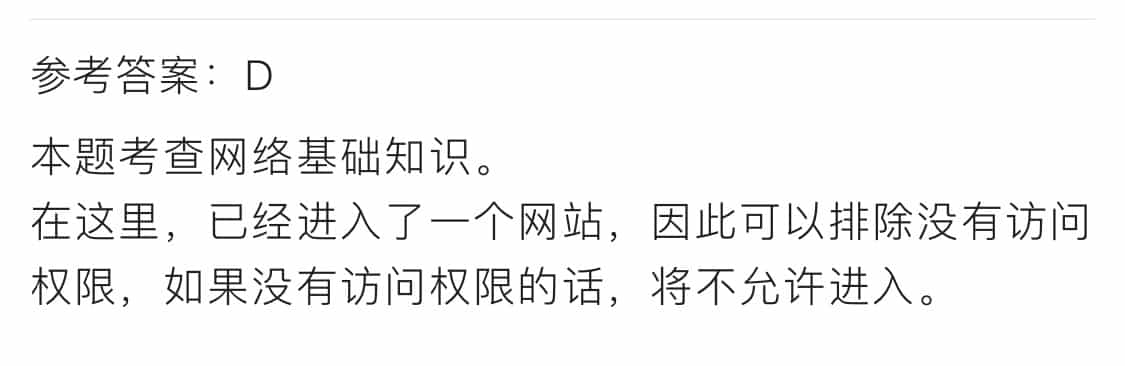 参考答案：D
本题考查网络基础知识。
在这里，已经进入了一个网站，因此可以排除没有访问
权限，如果没有访问权限的话，将不允许进入。